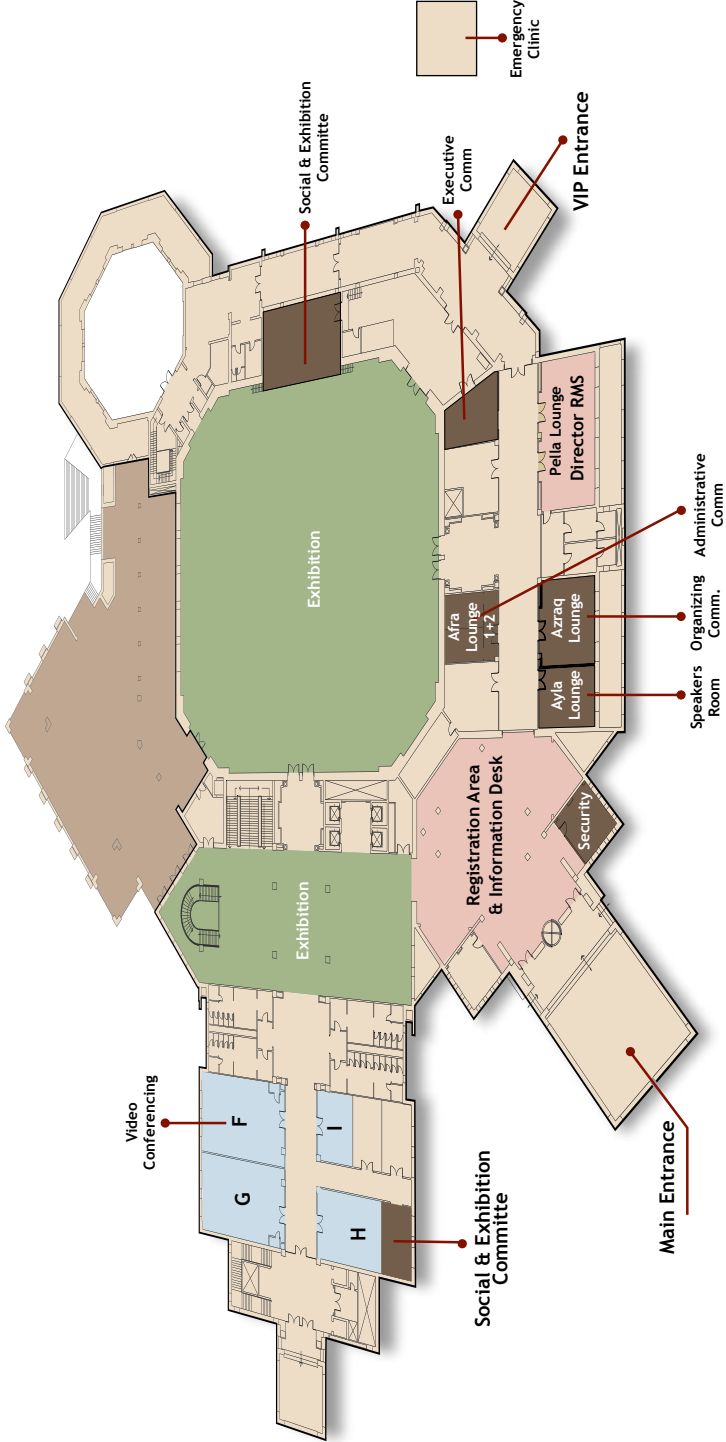 Emergency
Clinic
VIP Entrance
Social & Exhibition
Committe
Executive
Comm
Pella Lounge
Director RMS
Administrative
Comm
Exhibition
Afra
Lounge
1+2
Azraq
Lounge
Organizing
Comm.
Ayla
Lounge
Speakers
Room
Registration Area
& Information Desk
Security
Exhibition
Main Entrance
Video
Conferencing
F
G
I
H
Social & Exhibition
Committe